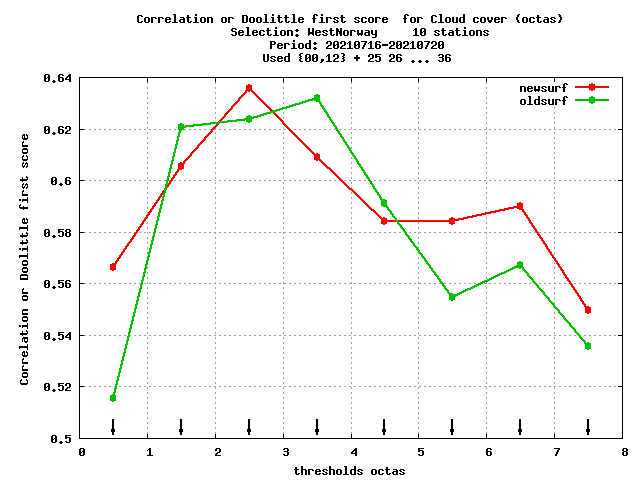 Correlation or Doolittle first score  for Cloud cover (octas)
Selection: WestNorway     10 stations
Period: 20210716-20210720
Used {00,12} + 25 26 ... 36
newsurf
oldsurf
Correlation or Doolittle first score
0.64
0.62
0.6
0.58
0.56
0.54
0.52
0.5
0 1 2 3 4 5 6 7 8
thresholds octas